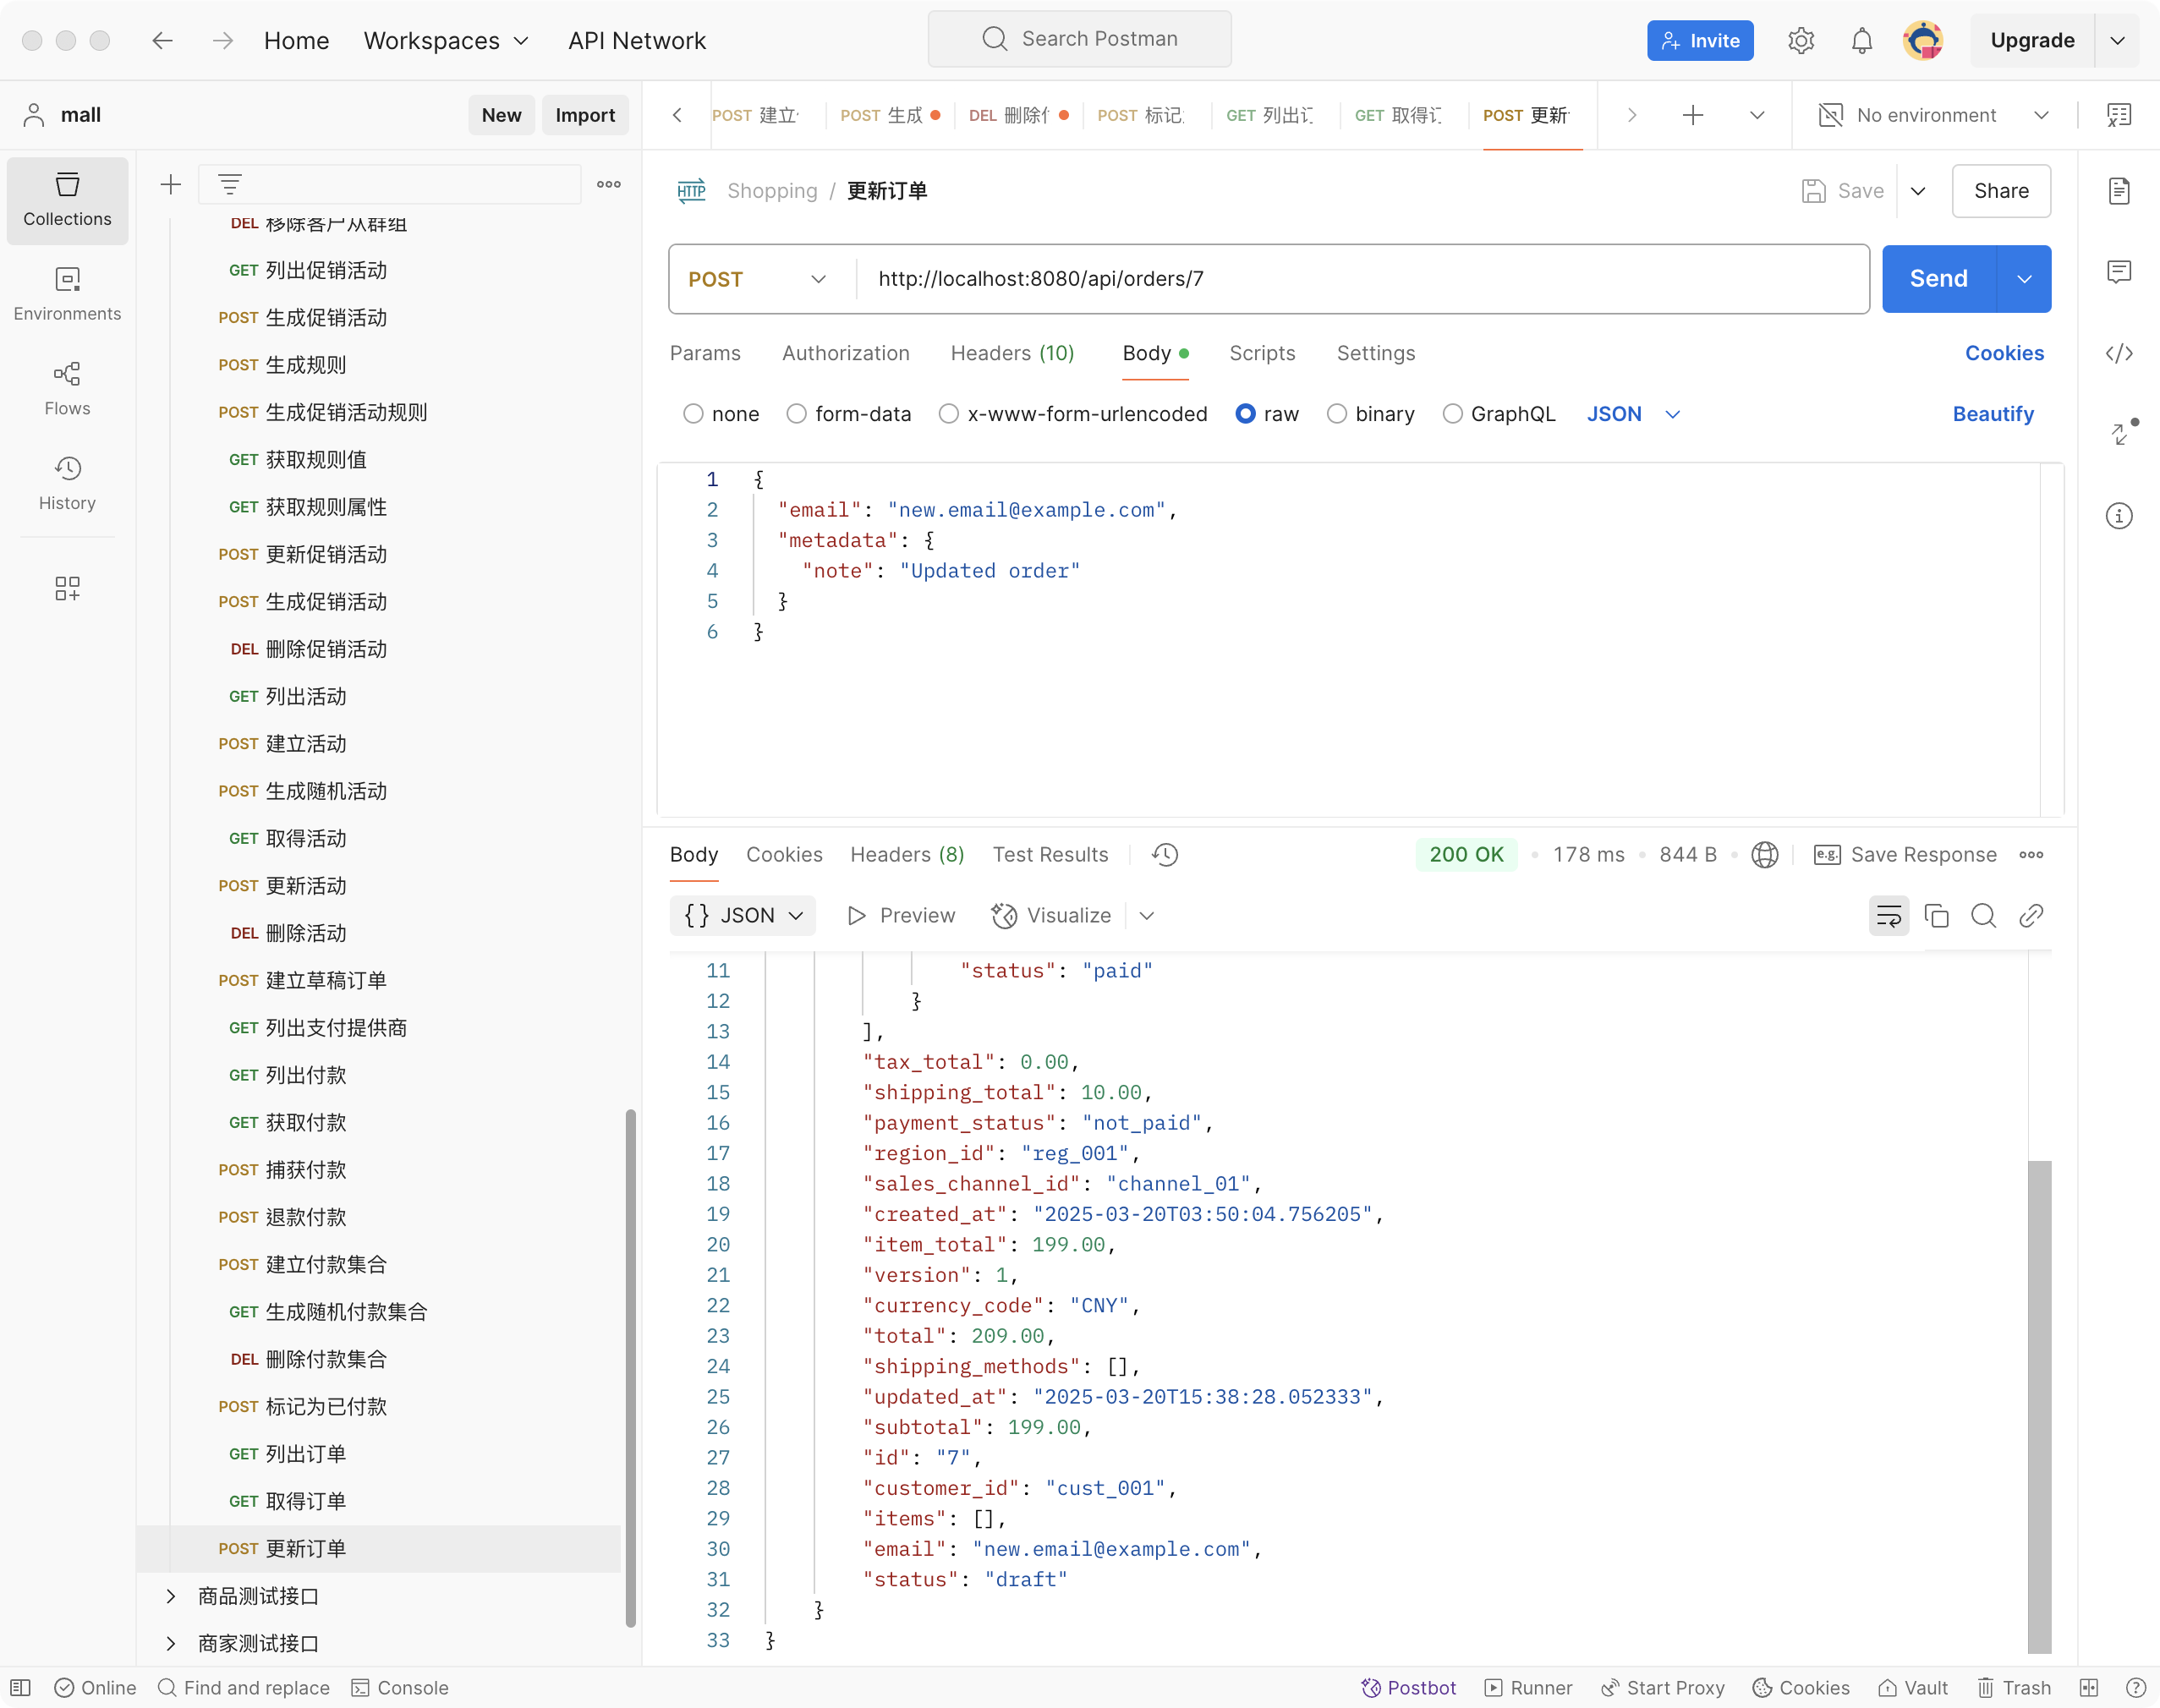 Home
Workspaces
API Network
Search Postman
Invite
Upgrade
mall
New
Import
POST 建立
POST 生成
DEL 删除
POST 标记
GET 列出
GET 取得
POST 更新
No environment
Collections
Environments
Flows
History
DEL 移除客户从群组
GET 列出促销活动
POST 生成促销活动
POST 生成规则
POST 生成促销活动规则
GET 获取规则值
GET 获取规则属性
POST 更新促销活动
POST 生成促销活动
DEL 删除促销活动
GET 列出活动
POST 建立活动
POST 生成随机活动
GET 取得活动
POST 更新活动
DEL 删除活动
POST 建立草稿订单
GET 列出支付提供商
GET 列出付款
GET 获取付款
POST 捕获付款
POST 退款付款
POST 建立付款集合
GET 生成随机付款集合
DEL 删除付款集合
POST 标记为已付款
GET 列出订单
GET 取得订单
POST 更新订单
商品测试接口
商家测试接口
HTTP Shopping / 更新订单
Save
Share
POST
http://localhost:8080/api/orders/7
Send
Params
Authorization
Headers (10)
Body
Scripts
Settings
Cookies
none
form-data
x-www-form-urlencoded
raw
binary
GraphQL
JSON
Beautify
1 {
2 "email": "new.email@example.com",
3 "metadata": {
4 "note": "Updated order"
5 }
6 }
Body
Cookies
Headers (8)
Test Results
200 OK
178 ms
844 B
e.g. Save Response
{} JSON
Preview
Visualize
11 "status": "paid"
12 }
13 ],
14 "tax_total": 0.00,
15 "shipping_total": 10.00,
16 "payment_status": "not_paid",
17 "region_id": "reg_001",
18 "sales_channel_id": "channel_01",
19 "created_at": "2025-03-20T03:50:04.756205",
20 "item_total": 199.00,
21 "version": 1,
22 "currency_code": "CNY",
23 "total": 209.00,
24 "shipping_methods": [],
25 "updated_at": "2025-03-20T15:38:28.052333",
26 "subtotal": 199.00,
27 "id": "7",
28 "customer_id": "cust_001",
29 "items": [],
30 "email": "new.email@example.com",
31 "status": "draft"
32 }
33 }
Online
Find and replace
Console
Postbot
Runner
Start Proxy
Cookies
Vault
Trash